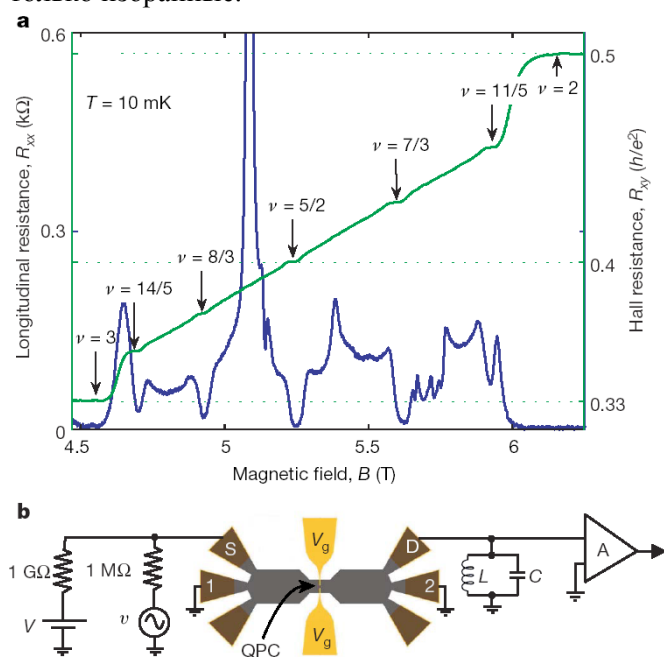 a
0.6
0.5
T = 10 mK
ν = 11/5
ν = 2
ν = 7/3
ν = 5/2
ν = 8/3
ν = 14/5
ν = 3
0.3
0.4
0
0.33
4.5
5
5.5
6
Longitudinal resistance, Rxx (kΩ)
Hall resistance, Rxy (h/e²)
Magnetic field, B (T)
b
S
Vg
D
A
1 GΩ
1 MΩ
1
2
L
C
V
υ
Vg
QPC